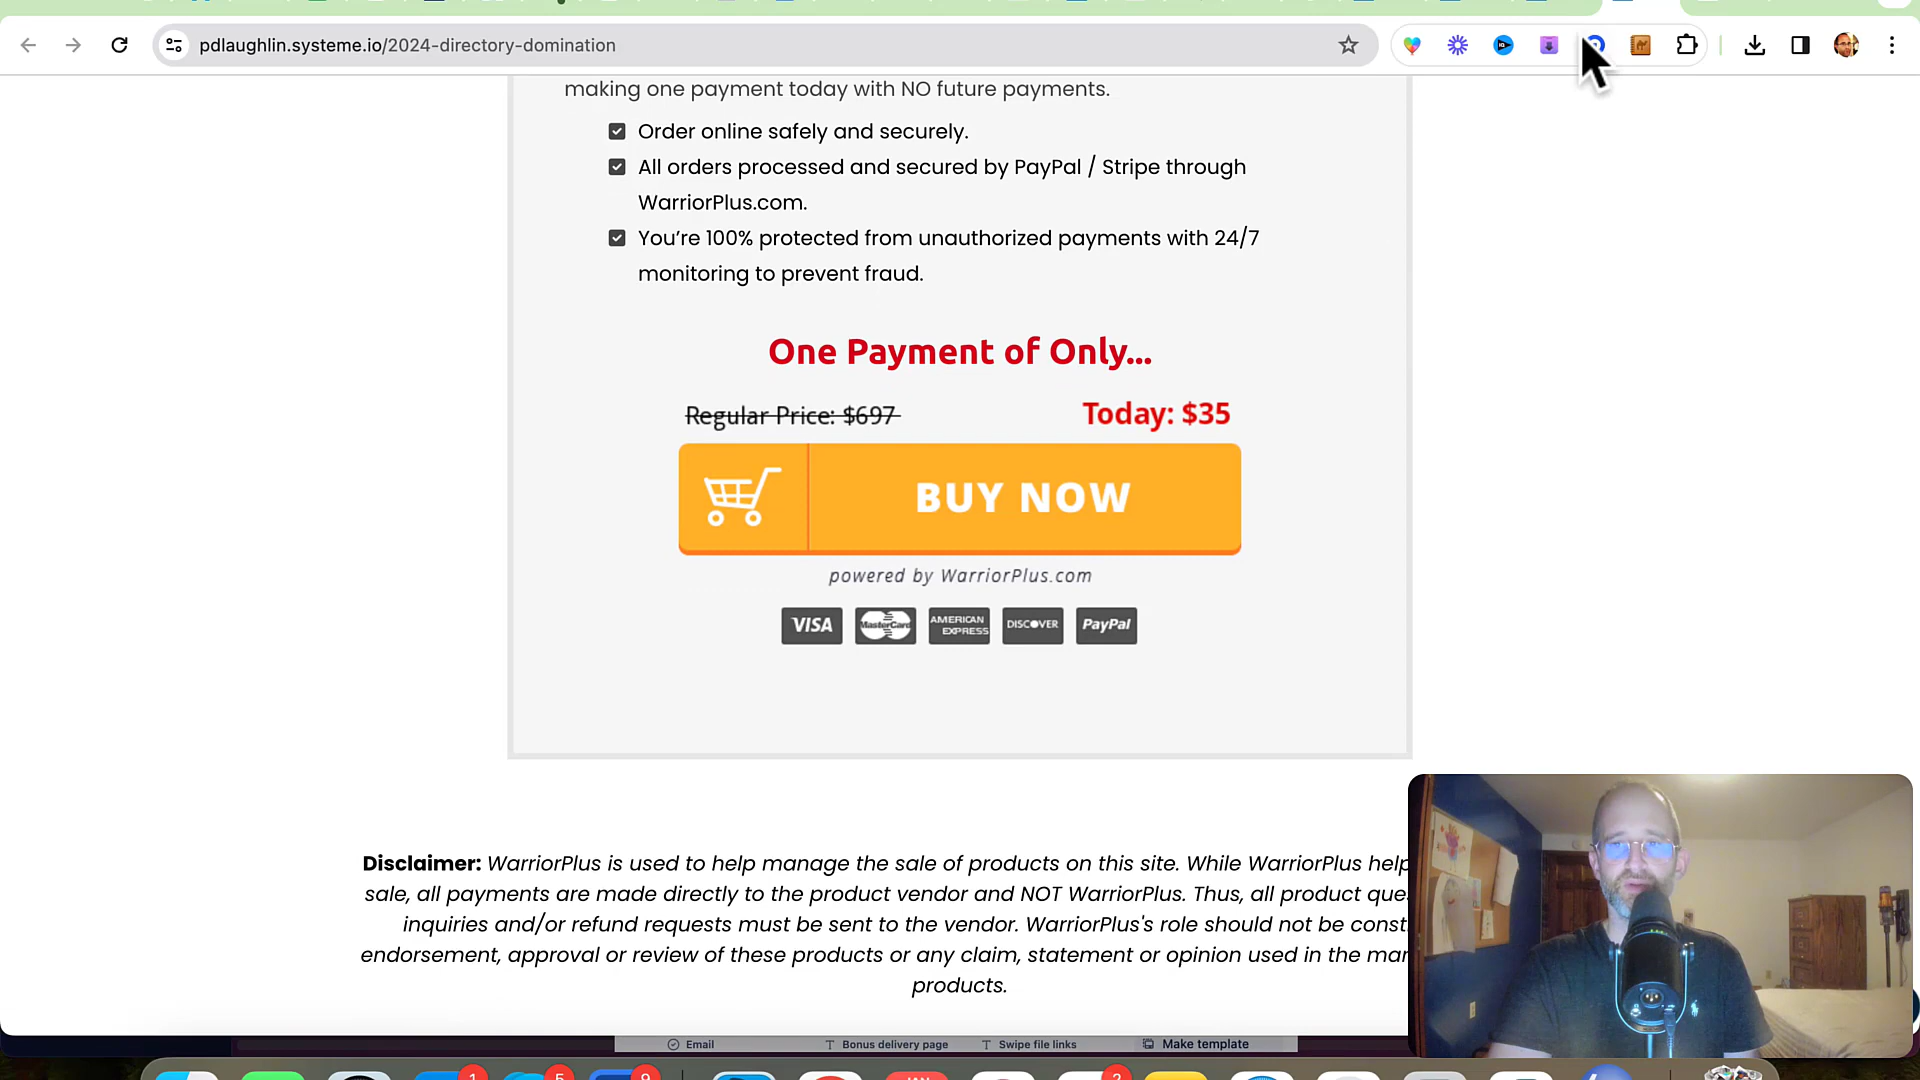 pdlaughlin.systeme.io/2024-directory-domination
making one payment today with NO future payments.
Order online safely and securely.
All orders processed and secured by PayPal / Stripe through
WarriorPlus.com.
You’re 100% protected from unauthorized payments with 24/7
monitoring to prevent fraud.
One Payment of Only...
Regular Price: $697 Today: $35
BUY NOW
powered by WarriorPlus.com
VISA MasterCard AMERICAN EXPRESS DISCOVER PayPal
Disclaimer: WarriorPlus is used to help manage the sale of products on this site. While WarriorPlus help
sale, all payments are made directly to the product vendor and NOT WarriorPlus. Thus, all product que
inquiries and/or refund requests must be sent to the vendor. WarriorPlus's role should not be const
endorsement, approval or review of these products or any claim, statement or opinion used in the mar
products.
Email Bonus delivery page Swipe file links Make template
1 5 9 2